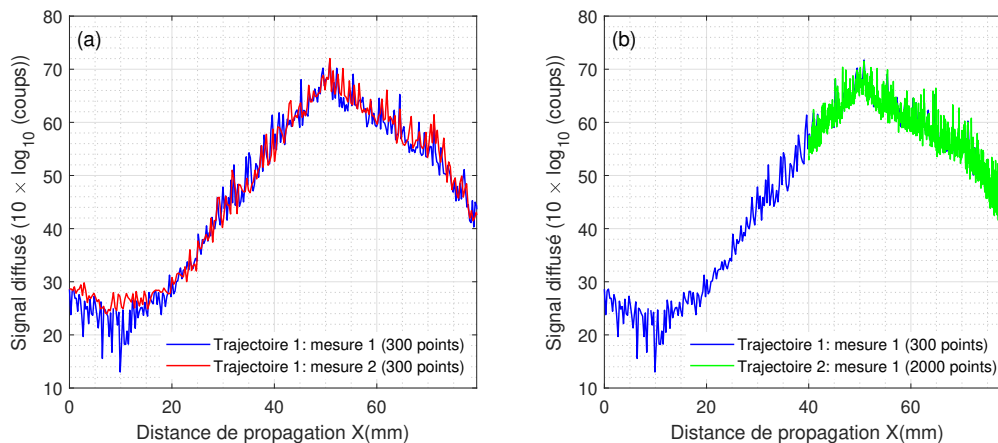 (a)
Signal diffusé (10 × log10 (coups))
80
70
60
50
40
30
20
10
Trajectoire 1: mesure 1 (300 points)
Trajectoire 1: mesure 2 (300 points)
0 20 40 60
Distance de propagation X(mm)
(b)
Signal diffusé (10 × log10 (coups))
80
70
60
50
40
30
20
10
Trajectoire 1: mesure 1 (300 points)
Trajectoire 2: mesure 1 (2000 points)
0 20 40 60
Distance de propagation X(mm)